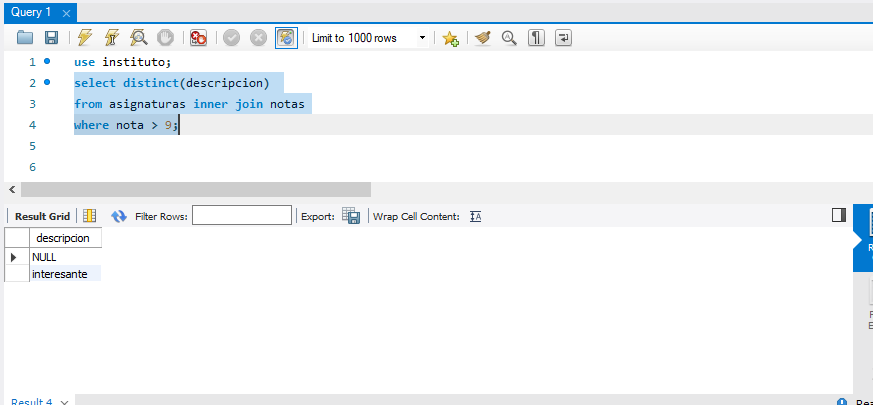 Query 1
Limit to 1000 rows
1 use instituto;
2 select distinct(descripcion)
3 from asignaturas inner join notas
4 where nota > 9;
5
6
Result Grid Filter Rows: Export: Wrap Cell Content:
descripcion
NULL
interesante
Result 4